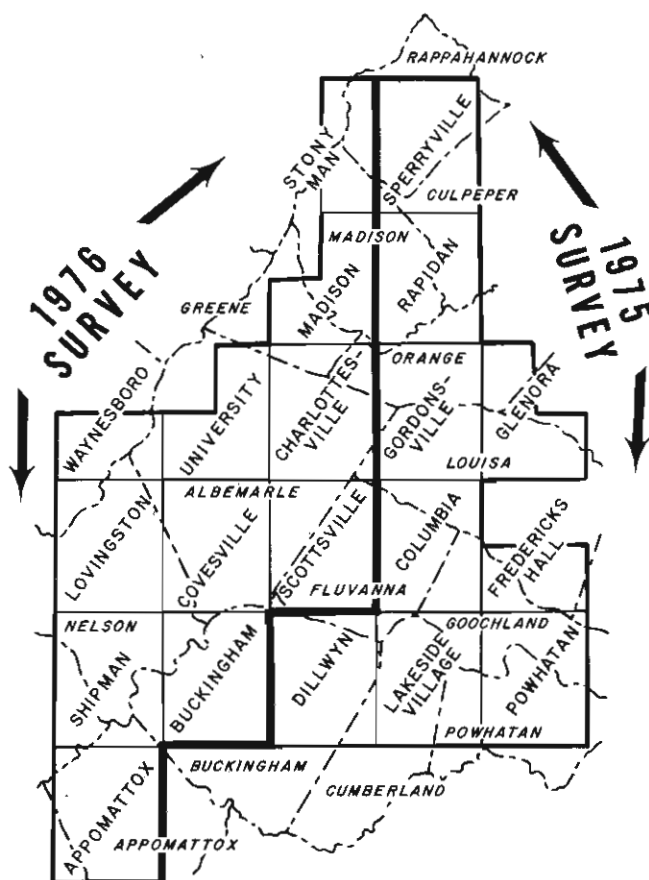 RAPPAHANNOCK
STONY
MAN
SPERRYVILLE
CULPEPER
1976
SURVEY
1975
SURVEY
MADISON
MADISON
RAPIDAN
GREENE
ORANGE
WAYNESBORO
UNIVERSITY
CHARLOTTES-
VILLE
GORDONS-
VILLE
GLENORA
LOUISA
ALBEMARLE
LOVINGSTON
COVESVILLE
SCOTTSVILLE
COLUMBIA
FREDERICKS
HALL
FLUVANNA
NELSON
GOOCHLAND
SHIPMAN
BUCKINGHAM
DILLWYN
LAKESIDE
VILLAGE
POWHATAN
POWHATAN
BUCKINGHAM
CUMBERLAND
APPOMATTOX
APPOMATTOX